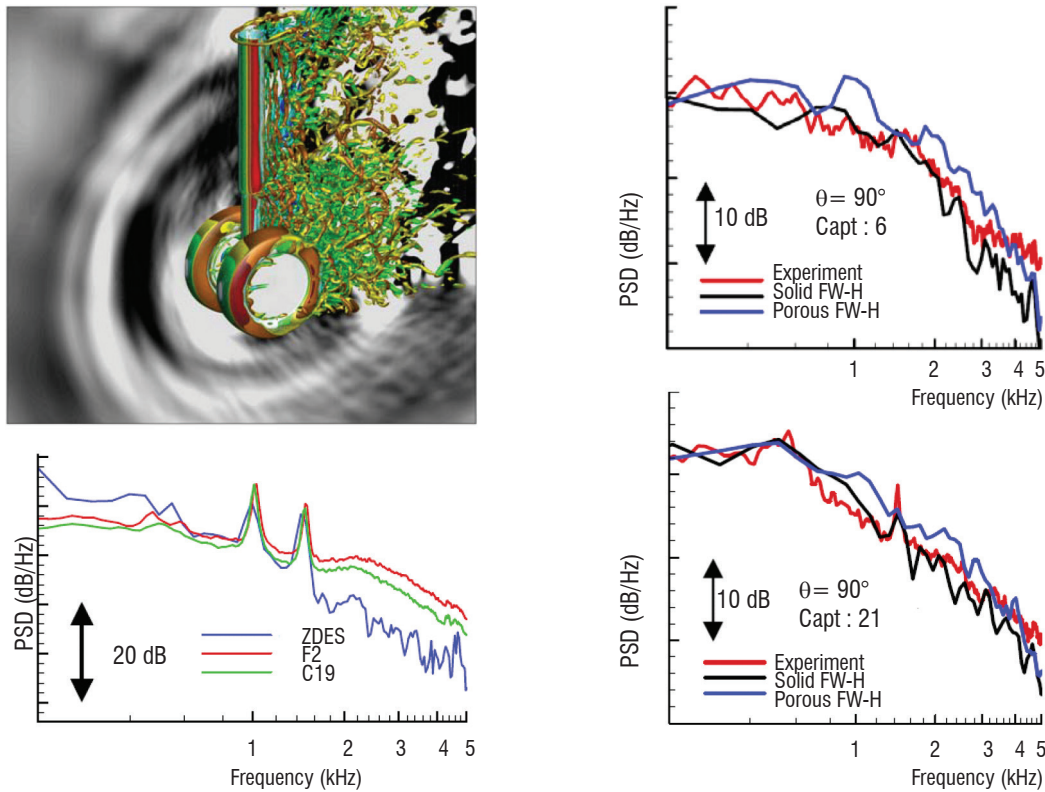 PSD (dB/Hz)
10 dB
θ= 90°
Capt : 6
Experiment
Solid FW-H
Porous FW-H
1 2 3 4 5
Frequency (kHz)
PSD (dB/Hz)
20 dB
ZDES
F2
C19
1 2 3 4 5
Frequency (kHz)
PSD (dB/Hz)
10 dB
θ= 90°
Capt : 21
Experiment
Solid FW-H
Porous FW-H
1 2 3 4 5
Frequency (kHz)